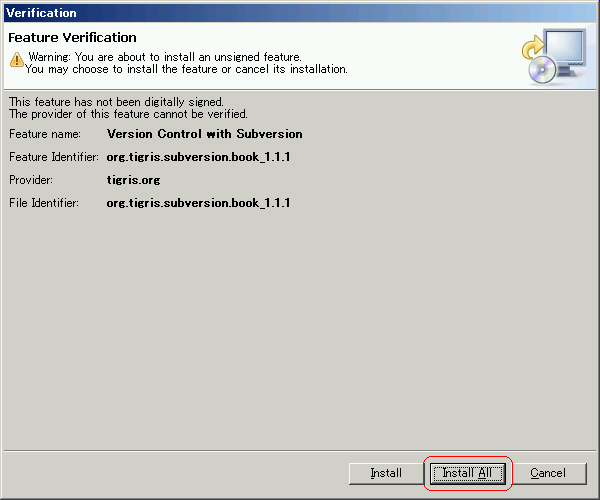 Verification
Feature Verification
Warning: You are about to install an unsigned feature.
You may choose to install the feature or cancel its installation.
This feature has not been digitally signed.
The provider of this feature cannot be verified.
Feature name: Version Control with Subversion
Feature Identifier: org.tigris.subversion.book_1.1.1
Provider: tigris.org
File Identifier: org.tigris.subversion.book_1.1.1
Install Install All Cancel